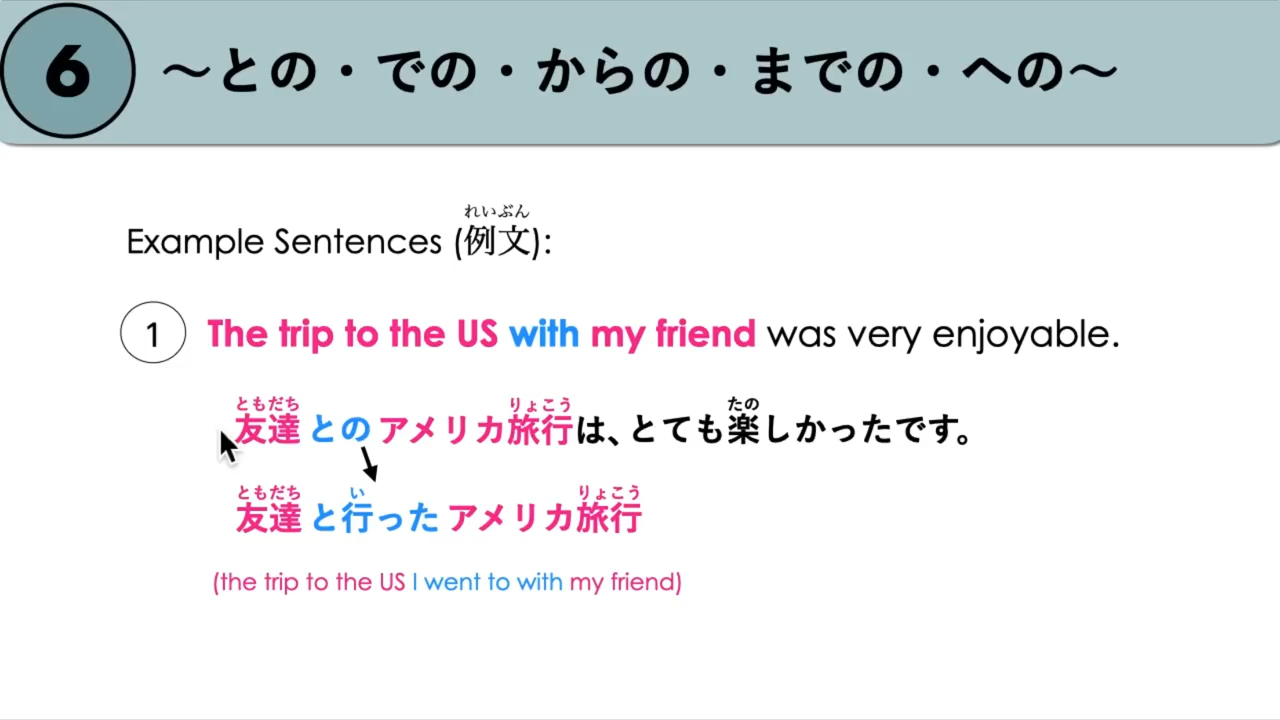 6 〜との・での・からの・までの・への〜
れいぶん
Example Sentences (例文):
1 The trip to the US with my friend was very enjoyable.
ともだち りょこう たの
友達 との アメリカ旅行は、とても楽しかったです。
ともだち い りょこう
友達 と行った アメリカ旅行
(the trip to the US I went to with my friend)